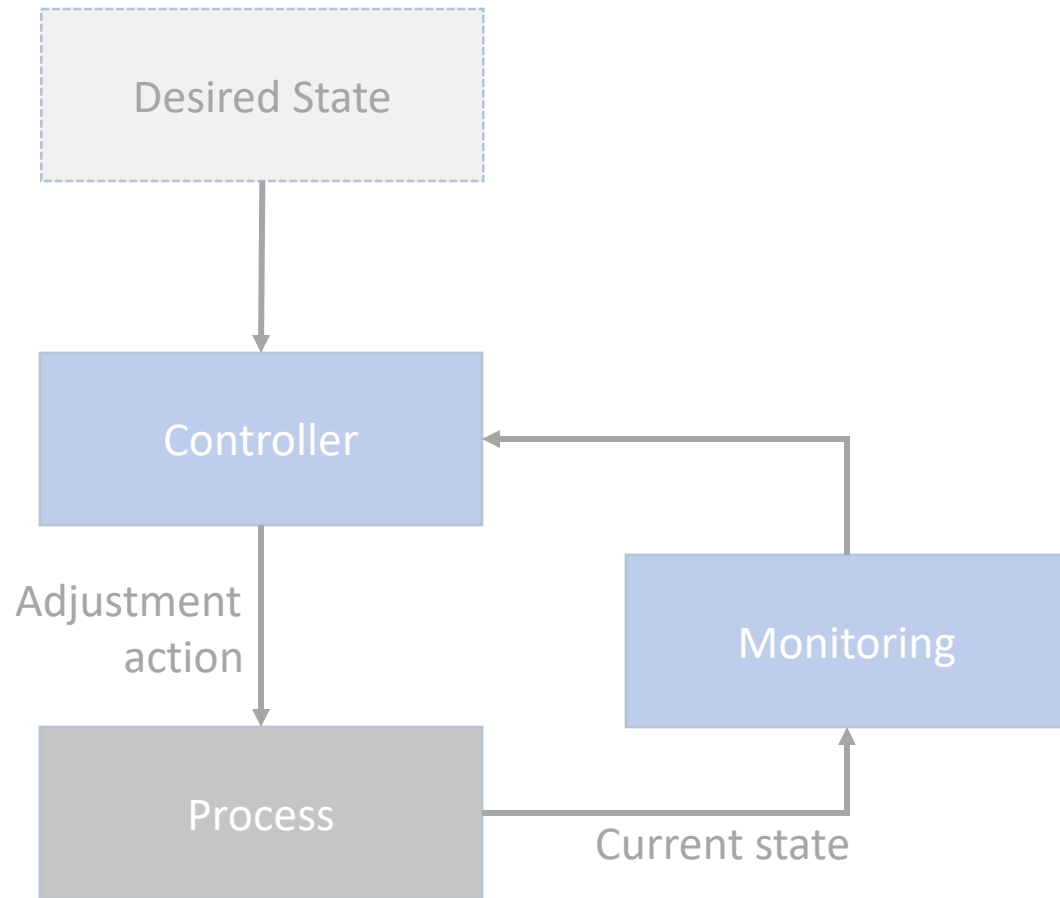 Desired State
Controller
Adjustment
action
Monitoring
Process
Current state